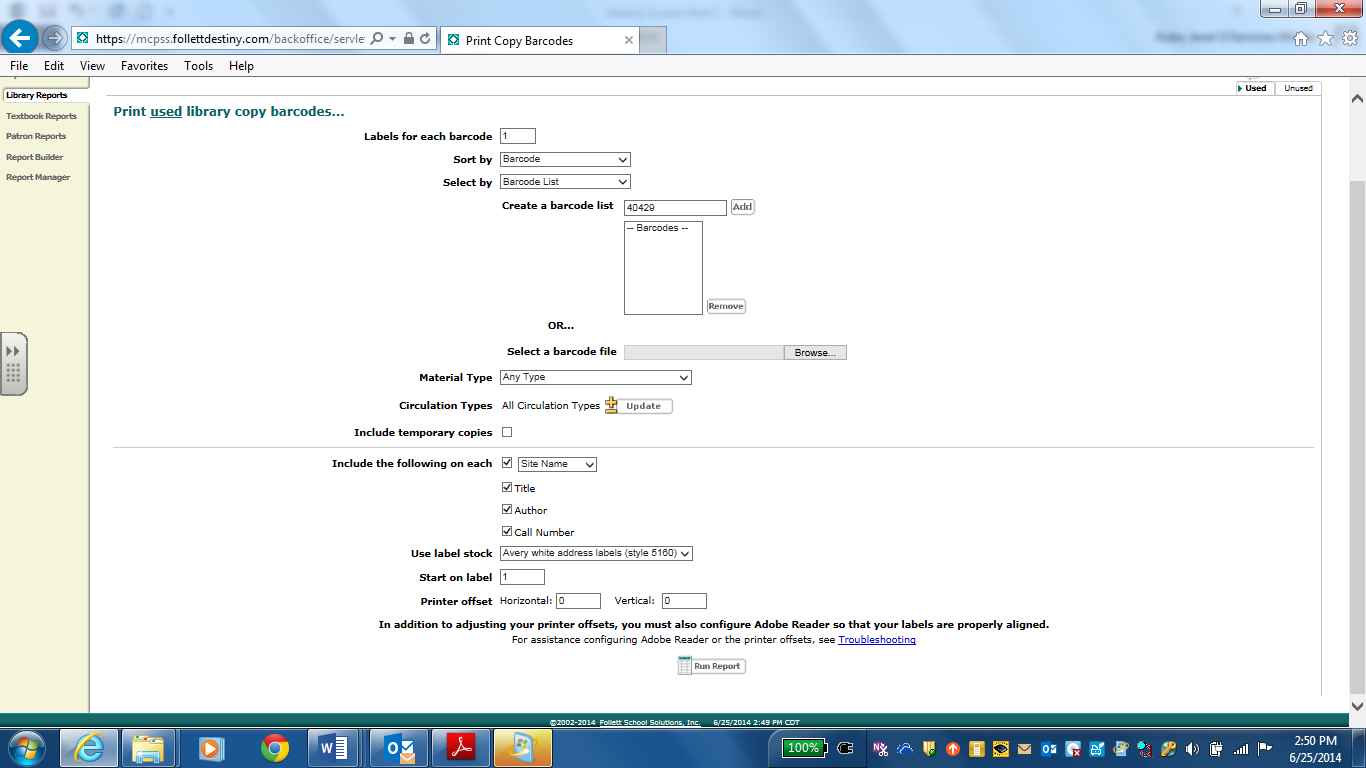 https://mcpss.follettdestiny.com/backoffice/servle
Print Copy Barcodes
File Edit View Favorites Tools Help
Library Reports
Used Unused
Textbook Reports
Patron Reports
Report Builder
Report Manager
Print used library copy barcodes...
Labels for each barcode 1
Sort by Barcode
Select by Barcode List
Create a barcode list 40429 Add
-- Barcodes --
Remove
OR...
Select a barcode file Browse...
Material Type Any Type
Circulation Types All Circulation Types Update
Include temporary copies
Include the following on each Site Name
Title
Author
Call Number
Use label stock Avery white address labels (style 5160)
Start on label 1
Printer offset Horizontal: 0 Vertical: 0
In addition to adjusting your printer offsets, you must also configure Adobe Reader so that your labels are properly aligned.
For assistance configuring Adobe Reader or the printer offsets, see Troubleshooting
Run Report
©2002-2014 Follett School Solutions, Inc. 6/25/2014 2:49 PM CDT
100%
2:50 PM
6/25/2014